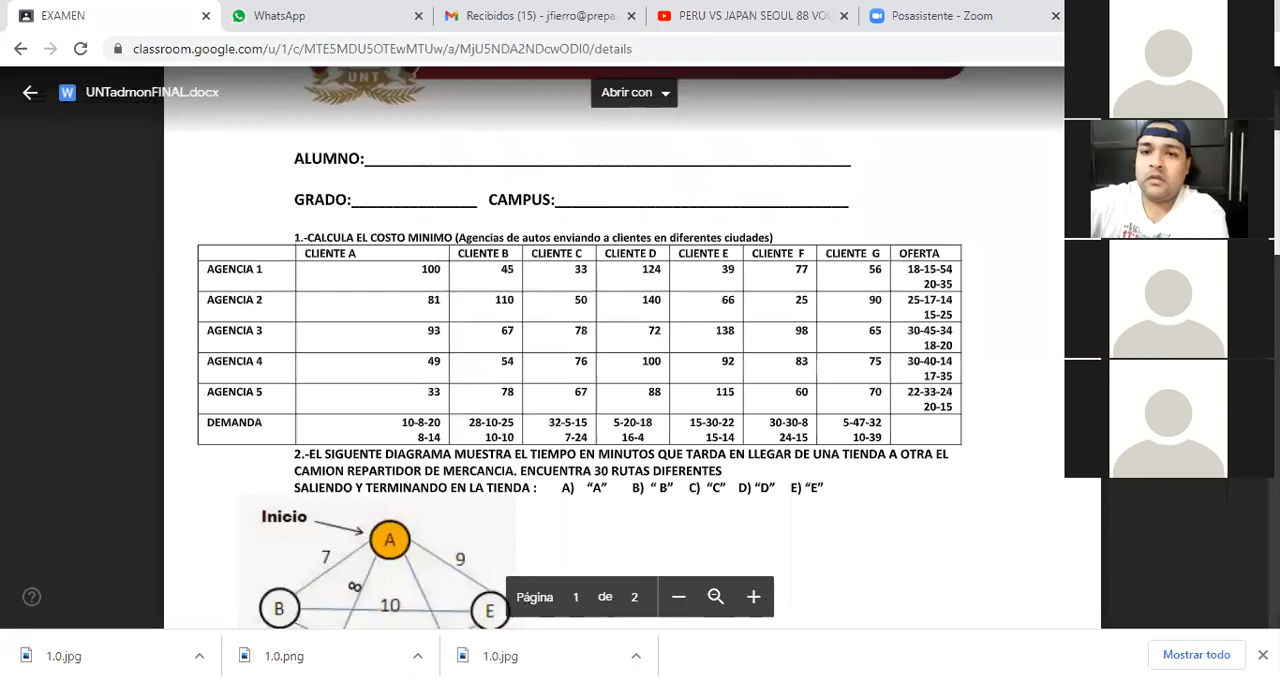 EXAMEN
WhatsApp
Recibidos (15) - jfierro@prepa
PERU VS JAPAN SEOUL 88 VO
Posasistente - Zoom
classroom.google.com/u/1/c/MTE5MDU5OTEwMTUw/a/MjU5NDA2NDcwODI0/details
UNT
UNTadmonFINAL.docx
Abrir con
ALUMNO:
GRADO: CAMPUS:
1.-CALCULA EL COSTO MINIMO (Agencias de autos enviando a clientes en diferentes ciudades)
CLIENTE A CLIENTE B CLIENTE C CLIENTE D CLIENTE E CLIENTE F CLIENTE G OFERTA
AGENCIA 1 100 45 33 124 39 77 56 18-15-54
20-35
AGENCIA 2 81 110 50 140 66 25 90 25-17-14
15-25
AGENCIA 3 93 67 78 72 138 98 65 30-45-34
18-20
AGENCIA 4 49 54 76 100 92 83 75 30-40-14
17-35
AGENCIA 5 33 78 67 88 115 60 70 22-33-24
20-15
DEMANDA 10-8-20 28-10-25 32-5-15 5-20-18 15-30-22 30-30-8 5-47-32
8-14 10-10 7-24 16-4 15-14 24-15 10-39
2.-EL SIGUENTE DIAGRAMA MUESTRA EL TIEMPO EN MINUTOS QUE TARDA EN LLEGAR DE UNA TIENDA A OTRA EL
CAMION REPARTIDOR DE MERCANCIA. ENCUENTRA 30 RUTAS DIFERENTES
SALIENDO Y TERMINANDO EN LA TIENDA : A) “A” B) “ B” C) “C” D) “D” E) “E”
Inicio
A
7
9
8
B
10
E
Página 1 de 2
1.0.jpg
1.0.png
1.0.jpg
Mostrar todo